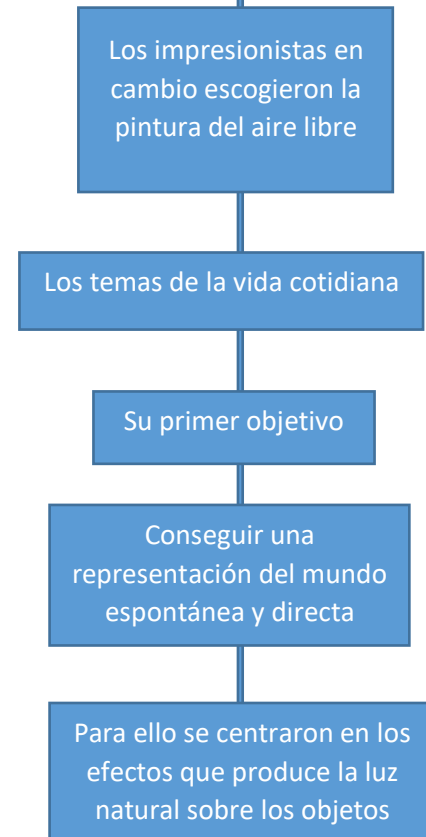 Los impresionistas en
cambio escogieron la
pintura del aire libre
Los temas de la vida cotidiana
Su primer objetivo
Conseguir una
representación del mundo
espontánea y directa
Para ello se centraron en los
efectos que produce la luz
natural sobre los objetos